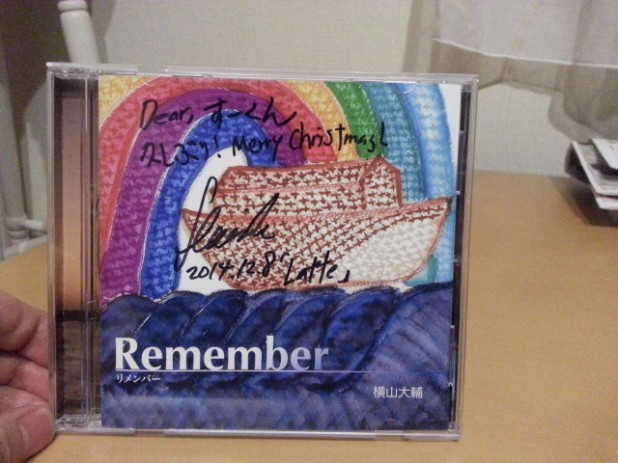 Dear, すーくん
久しぶり! Merry Christmas!
2014.12.8 「Latte」
Remember
リメンバー
横山大輔